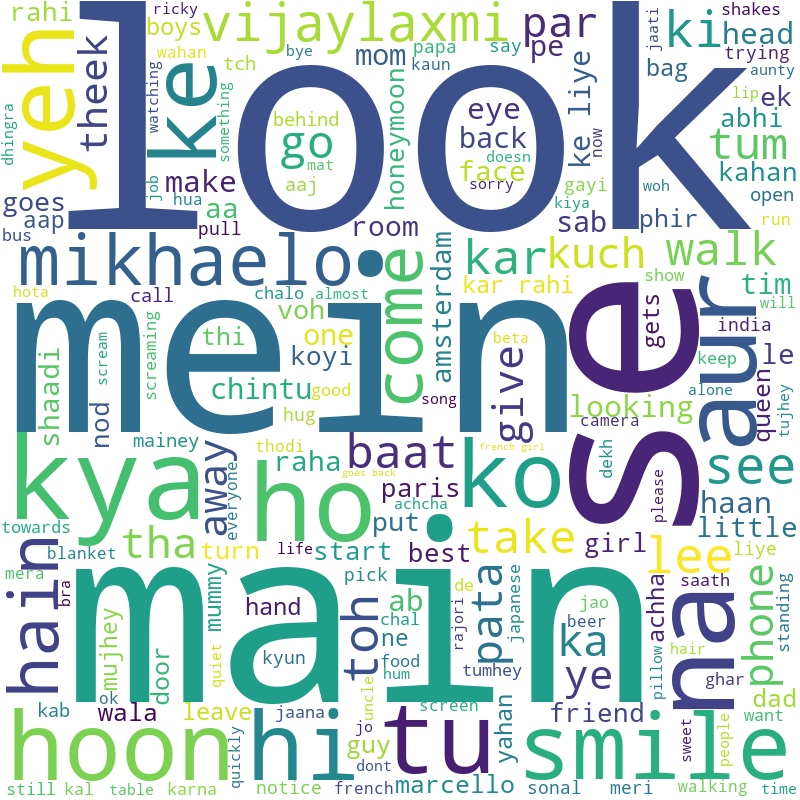 look
meine
main
se
rahi
ricky
boys
vijaylaxmi
mom
papa
say
par
pe
ki
head
shakes
trying
aunty
jaati
bag
ek
abhi
tum
kahan
open
run
yeh
theek
dhingra
ke
wahan
watching
tch
something
bye
kaun
behind
go
mat
aaj
honeymoon
eye
back
face
doesn
sorry
ke liye
now
lip
gayi
kiya
woh
phir
sab
job
hua
make
aa
pull
goes
aap
bus
room
mikhaelo
come
amsterdam
kar
kuch
walk
kar rahi
tim
show
will
hota
call
chalo
almost
voh
thi
one
koyi
screaming
scream
shaadi
nod
chintu
good
hug
beta
song
give
gets
india
keep
alone
aur
le
queen
tujhey
looking
camera
dekh
please
see
haan
little
kya
mainey
away
everyone
thodi
ho
raha
baat
paris
achcha
french girl
goes back
ko
put
best
take
girl
lee
liye
towards
blanket
mera
tha
turn
life
start
hain
bra
mujhey
door
mummy
quiet
hand
kyun
pick
toh
ab
ne
chal
food
hum
de
rajori
pata
japanese
tumhey
ka
ye
beer
jao
achha
saath
hair
pillow
ghar
na
phone
standing
dad
want
ok
kab
wala
leave
jaana
uncle
jo
screen
yahan
friend
sweet
people
hoon
hi
quickly
guy
notice
dont
french
tu
marcello
sonal
meri
smile
walking
time
still
kal
table
karna